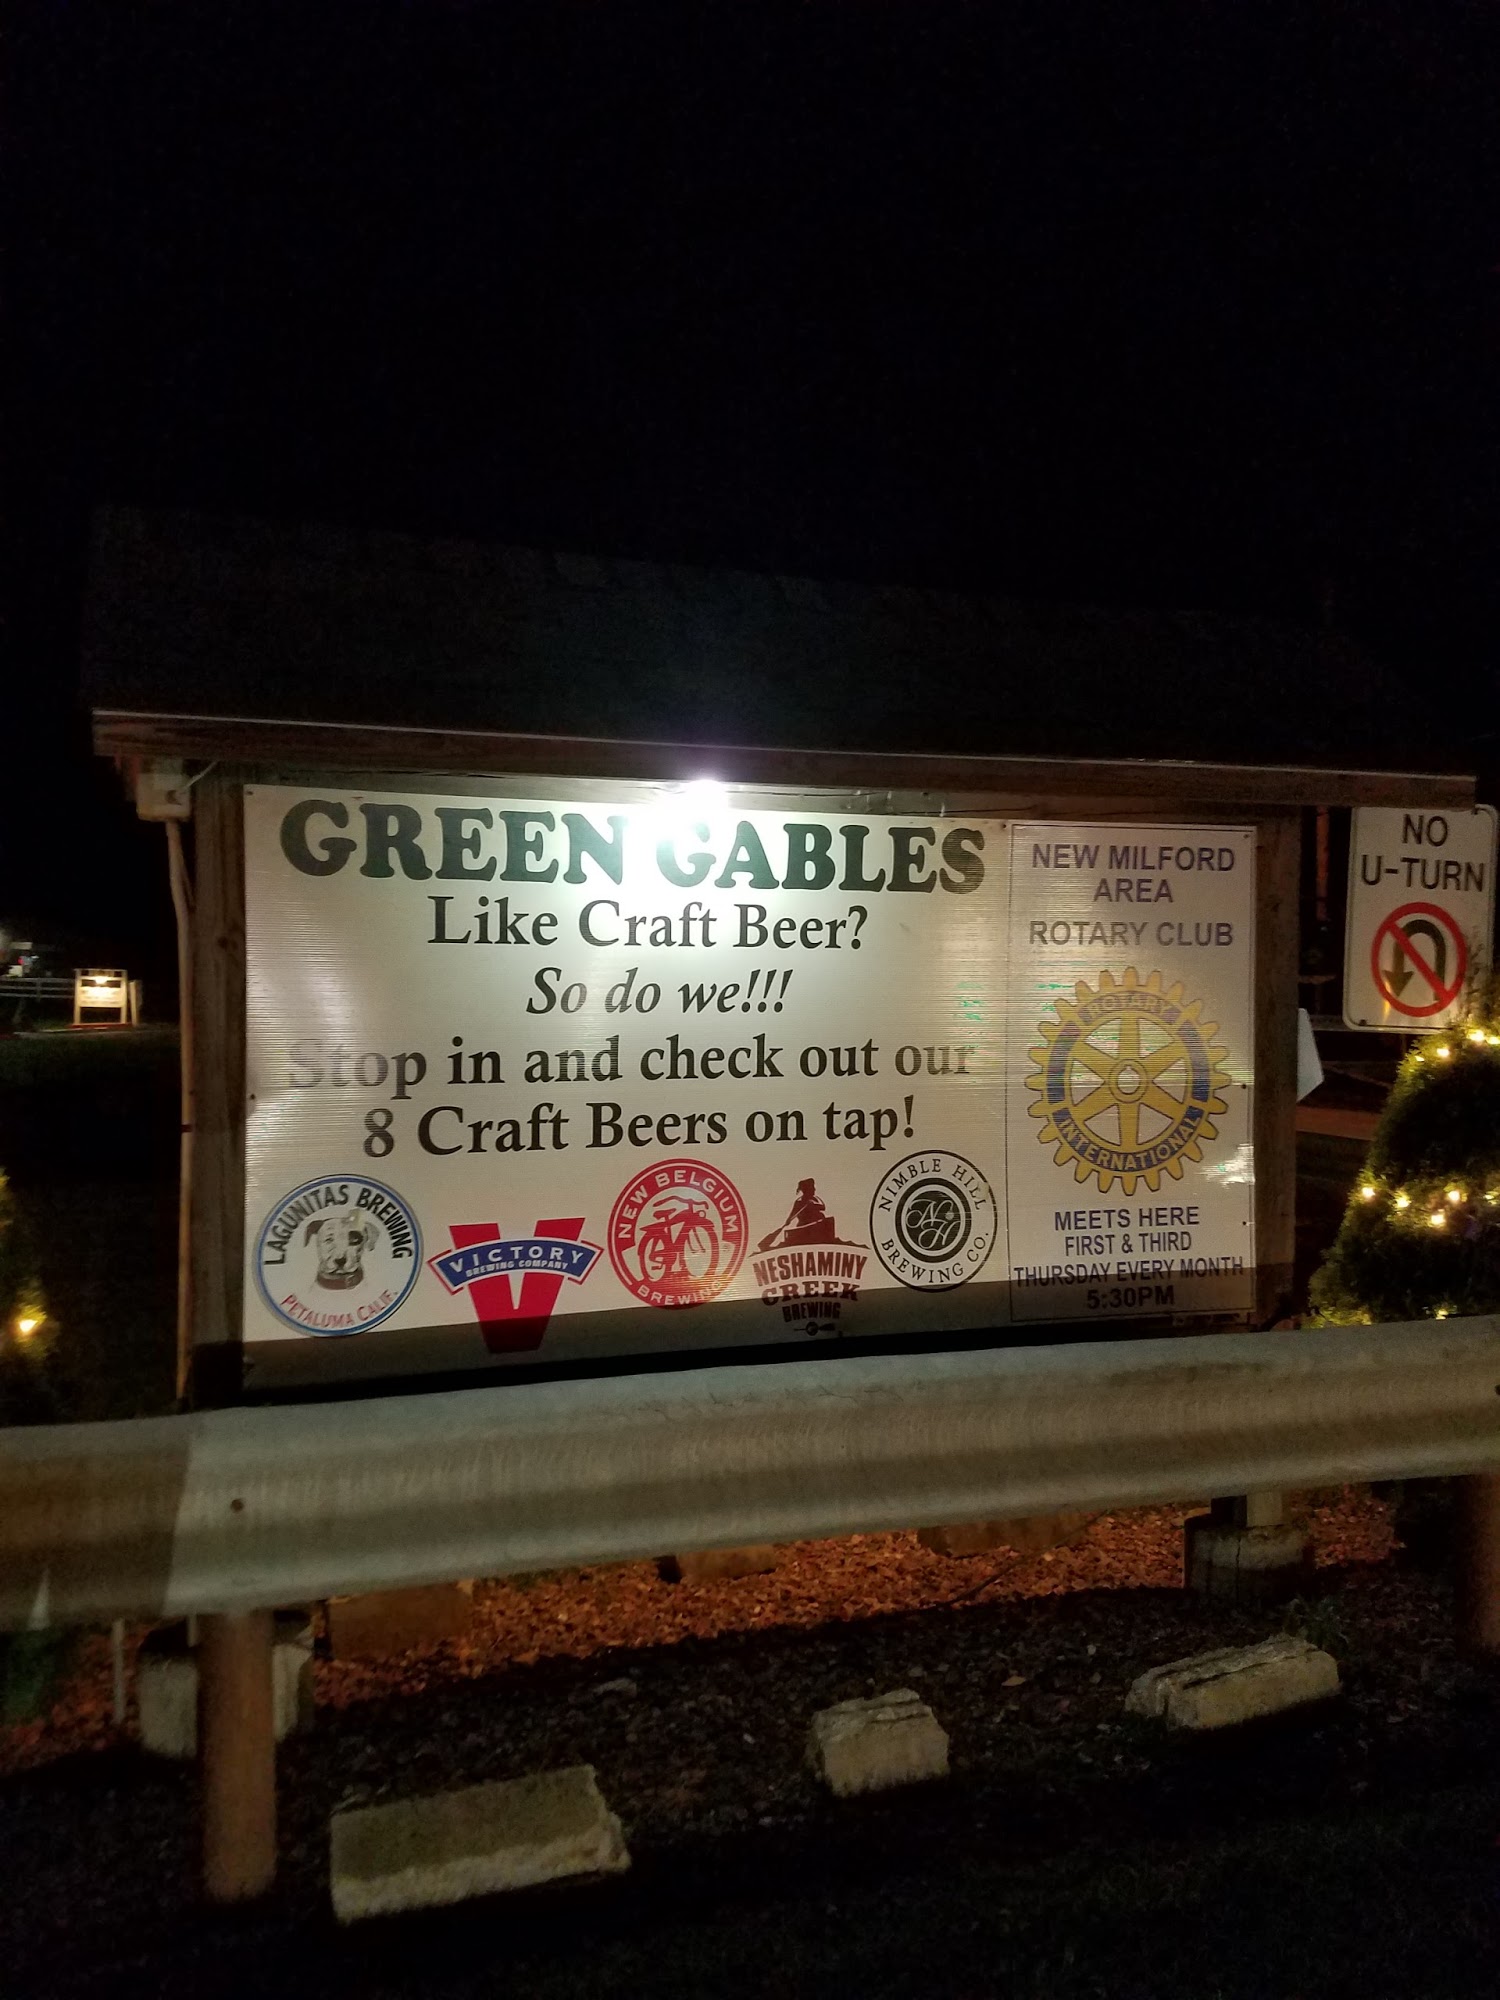 GREEN GABLES
Like Craft Beer?
So do we!!!
Stop in and check out our
8 Craft Beers on tap!
LAGUNITAS BREWING
PETALUMA CALIF.
VICTORY
BREWING COMPANY
NEW BELGIUM
BREWING
NESHAMINY
CREEK
BREWING
NIMBLE HILL
NH
BREWING CO.
NEW MILFORD
AREA
ROTARY CLUB
ROTARY
INTERNATIONAL
MEETS HERE
FIRST & THIRD
THURSDAY EVERY MONTH
5:30PM
NO
U-TURN